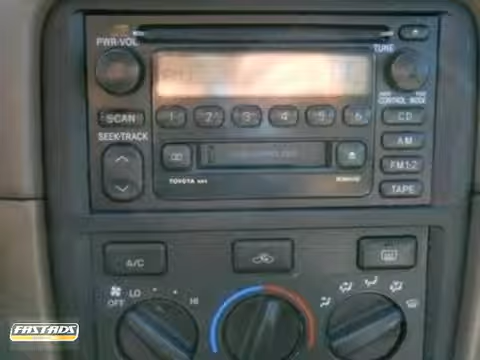 PWR-VOL TUNE
CONTROL MODE
SCAN 1 2 3 4 5 6 CD
SEEK·TRACK AM
FM1·2
TOYOTA TAPE
A/C
LO HI
OFF
FASTADS